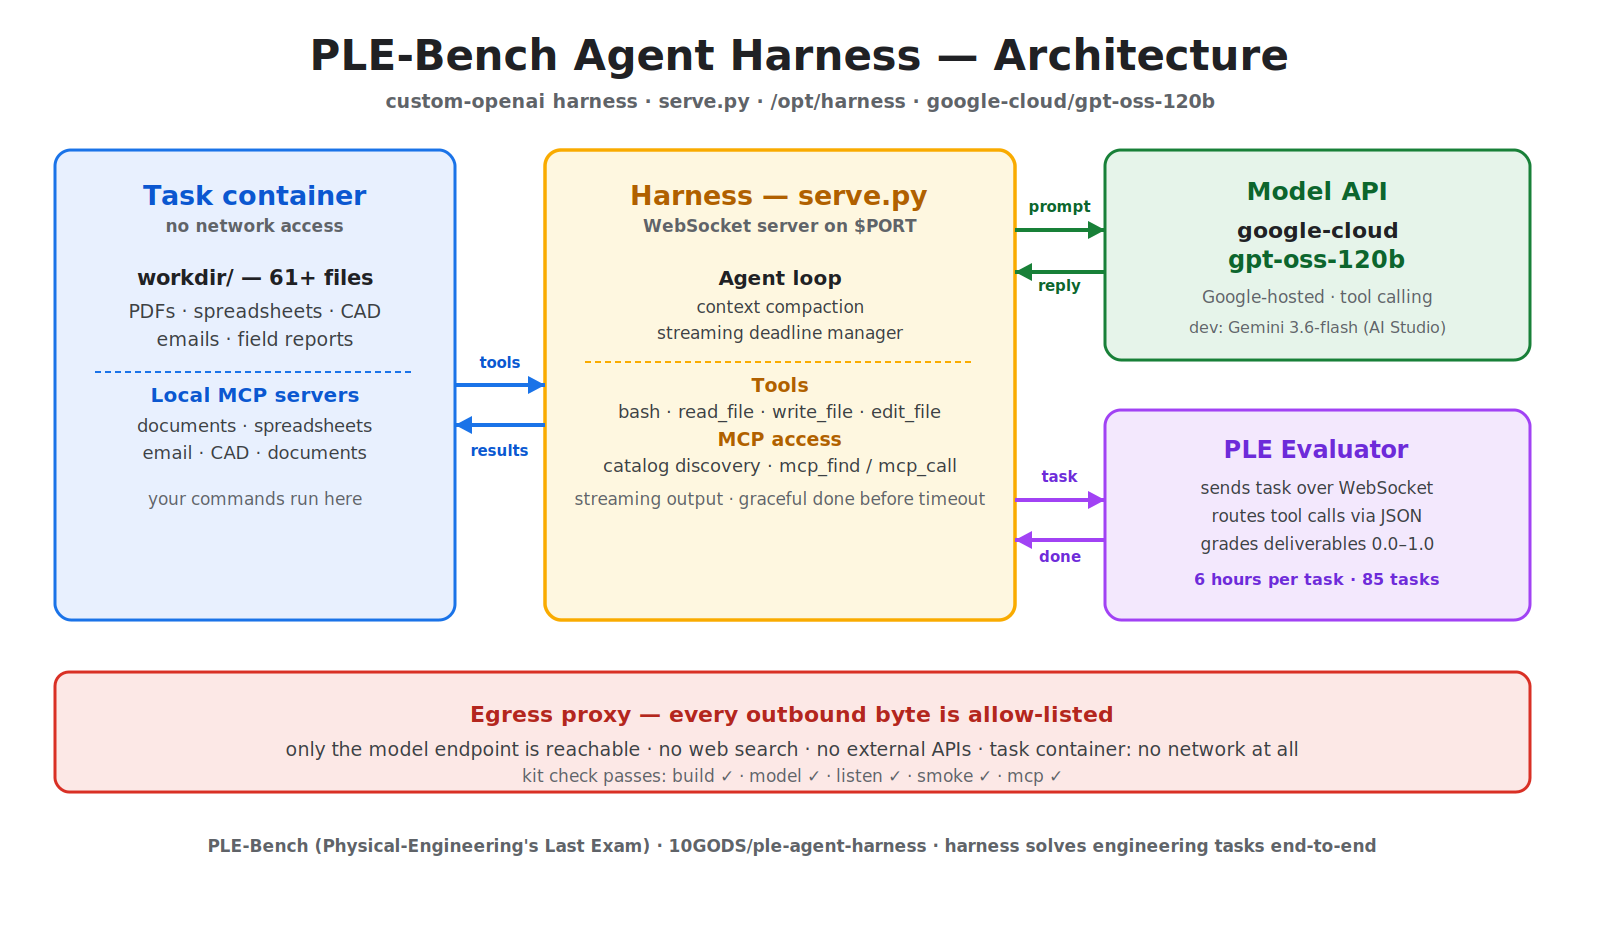 PLE-Bench Agent Harness — Architecture
custom-openai harness · serve.py · /opt/harness · google-cloud/gpt-oss-120b
Task container
no network access
workdir/ — 61+ files
PDFs · spreadsheets · CAD
emails · field reports
Local MCP servers
documents · spreadsheets
email · CAD · documents
your commands run here
tools
results
Harness — serve.py
WebSocket server on $PORT
Agent loop
context compaction
streaming deadline manager
Tools
bash · read_file · write_file · edit_file
MCP access
catalog discovery · mcp_find / mcp_call
streaming output · graceful done before timeout
prompt
reply
Model API
google-cloud
gpt-oss-120b
Google-hosted · tool calling
dev: Gemini 3.6-flash (AI Studio)
task
done
PLE Evaluator
sends task over WebSocket
routes tool calls via JSON
grades deliverables 0.0–1.0
6 hours per task · 85 tasks
Egress proxy — every outbound byte is allow-listed
only the model endpoint is reachable · no web search · no external APIs · task container: no network at all
kit check passes: build ✓ · model ✓ · listen ✓ · smoke ✓ · mcp ✓
PLE-Bench (Physical-Engineering's Last Exam) · 10GODS/ple-agent-harness · harness solves engineering tasks end-to-end